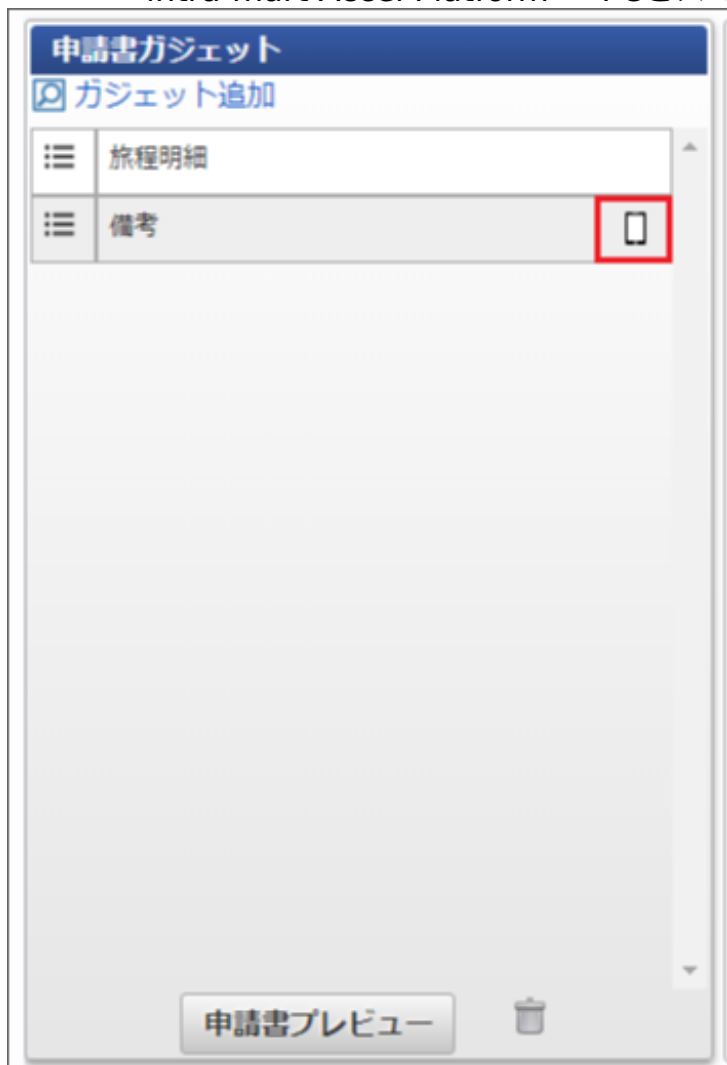 申請書ガジェット
ガジェット追加
旅程明細
備考
申請書プレビュー